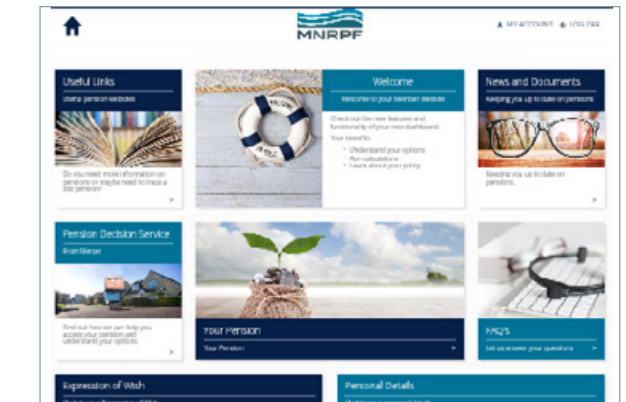 MNRPF
MY ACCOUNT LOG OFF
Useful Links
Useful pension websites
Do you need more information on
pensions or maybe need to trace a
lost pension?
>
WELCOME
Welcome
Welcome to your Member Website
Check out the new features and
functionality of your new dashboard.
Your benefits
• Understand your options
• Run calculations
• Learn about your policy
News and Documents
Keeping you up to date on pensions
Keeping you up to date on
pensions.
>
Pension Decision Service
From Mercer
Find out how we can help you
access your pension and
understand your options
>
Your Pension
Your Pension >
FAQ's
Let us answer your questions >
Expression of Wish
Personal Details